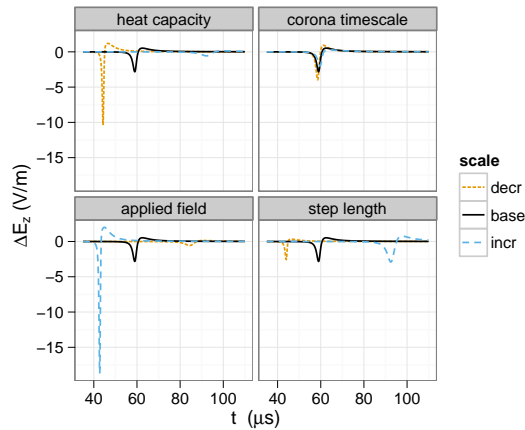 heat capacity corona timescale
0
−5
−10
−15
applied field step length
0
−5
−10
−15
40 60 80 100 40 60 80 100
t (μs)
ΔE_z (V/m)
scale
decr
base
incr